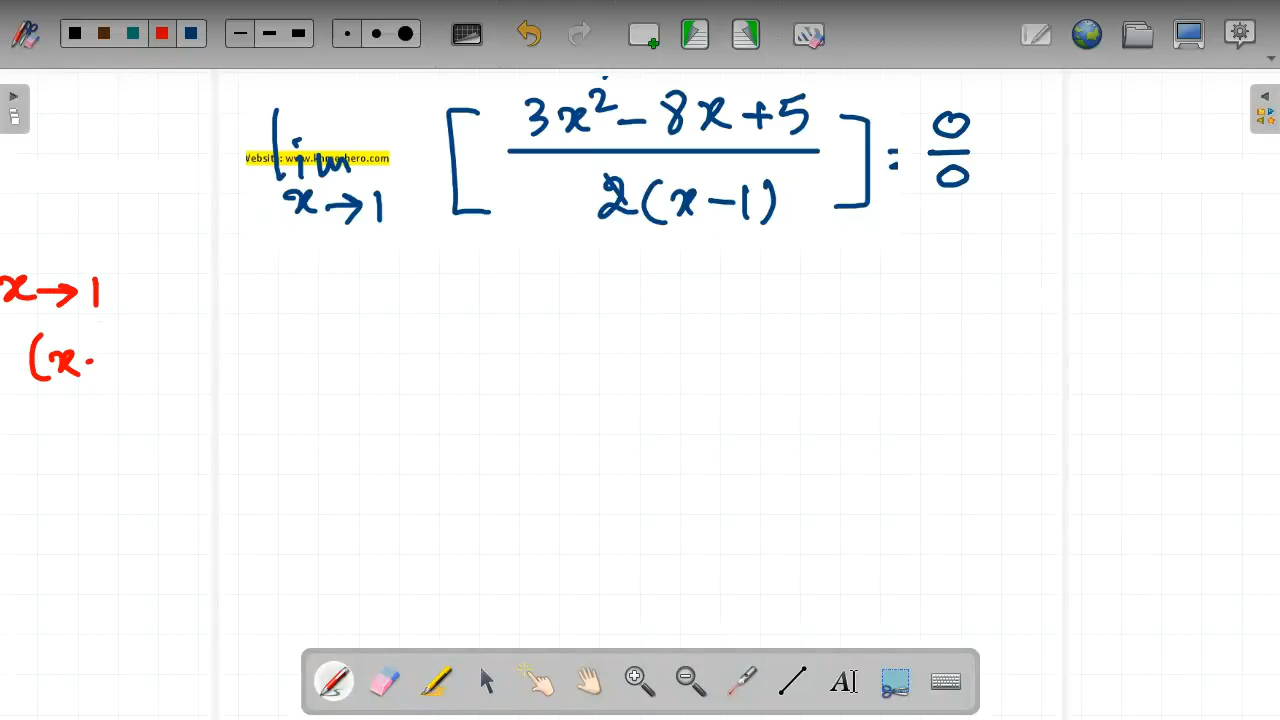 lim x→1 [ (3x² - 8x + 5) / (2(x-1)) ] = 0/0
x→1
(x·